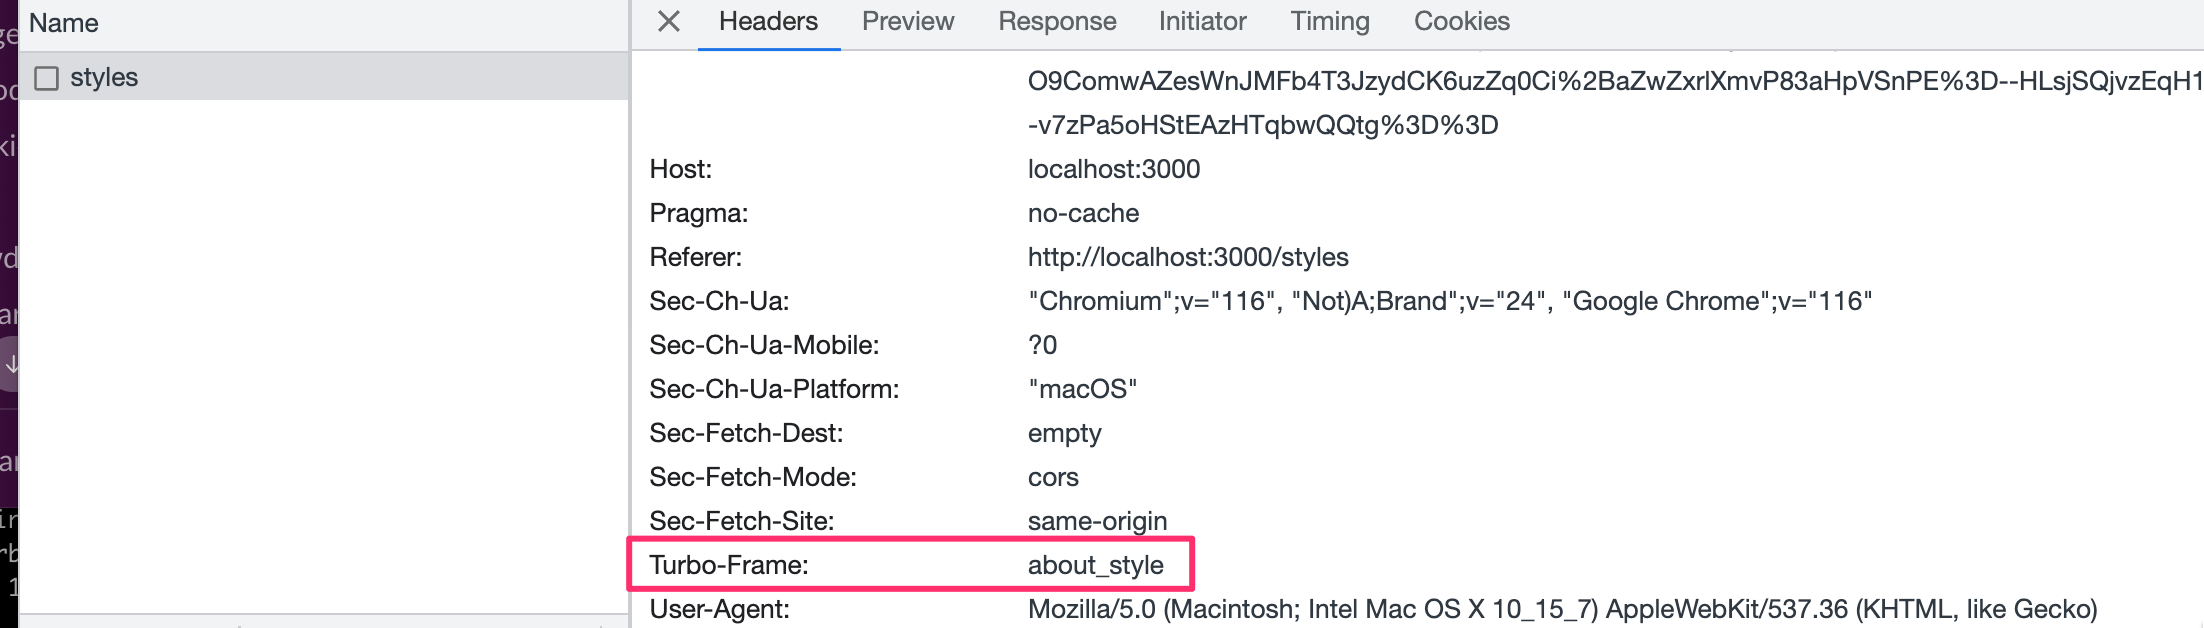 Name
Headers Preview Response Initiator Timing Cookies
styles
O9ComwAZesWnJMFb4T3JzydCK6uzZq0Ci%2BaZwZxrlXmvP83aHpVSnPE%3D--HLsjSQjvzEqH1
-v7zPa5oHStEAzHTqbwQQtg%3D%3D
Host: localhost:3000
Pragma: no-cache
Referer: http://localhost:3000/styles
Sec-Ch-Ua: "Chromium";v="116", "Not)A;Brand";v="24", "Google Chrome";v="116"
Sec-Ch-Ua-Mobile: ?0
Sec-Ch-Ua-Platform: "macOS"
Sec-Fetch-Dest: empty
Sec-Fetch-Mode: cors
Sec-Fetch-Site: same-origin
Turbo-Frame: about_style
User-Agent: Mozilla/5.0 (Macintosh; Intel Mac OS X 10_15_7) AppleWebKit/537.36 (KHTML, like Gecko)